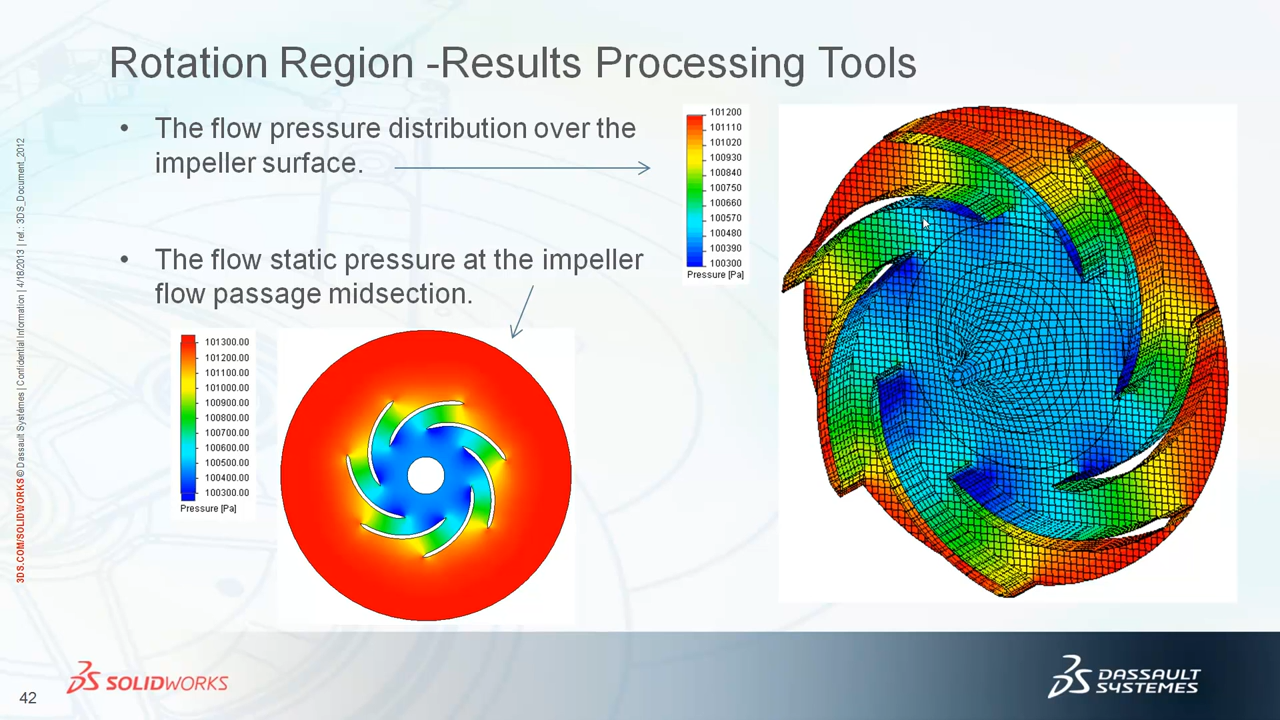 Rotation Region -Results Processing Tools
• The flow pressure distribution over the
impeller surface.
• The flow static pressure at the impeller
flow passage midsection.
101200
101110
101020
100930
100840
100750
100660
100570
100480
100390
100300
Pressure [Pa]
101300.00
101200.00
101100.00
101000.00
100900.00
100800.00
100700.00
100600.00
100500.00
100400.00
100300.00
Pressure [Pa]
3DS.COM/SOLIDWORKS © Dassault Systèmes | Confidential Information | 4/18/2013 | ref.: 3DS_Document_2012
42
SOLIDWORKS
DASSAULT
SYSTEMES